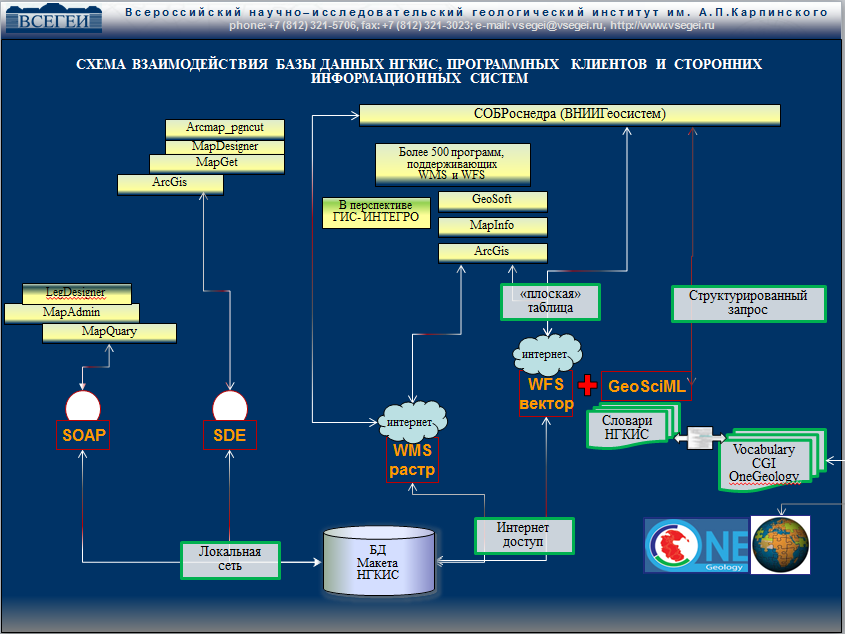 ВСЕГЕИ
Всероссийский научно–исследовательский геологический институт им. А.П.Карпинского
phone: +7 (812) 321-5706, fax: +7 (812) 321-3023; e-mail: vsegei@vsegei.ru, http://www.vsegei.ru
СХЕМА ВЗАИМОДЕЙСТВИЯ БАЗЫ ДАННЫХ НГКИС, ПРОГРАММНЫХ КЛИЕНТОВ И СТОРОННИХ
ИНФОРМАЦИОННЫХ СИСТЕМ
СОБРоснедра (ВНИИГеосистем)
Arcmap_pgncut
MapDesigner
MapGet
ArcGis
Более 500 программ,
поддерживающих
WMS и WFS
В перспективе
ГИС-ИНТЕГРО
GeoSoft
MapInfo
ArcGis
«плоская»
таблица
Структурированный
запрос
LegDesigner
MapAdmin
MapQuary
интернет
WFS
вектор
GeoSciML
SOAP
SDE
интернет
WMS
растр
Словари
НГКИС
Vocabulary
CGI
OneGeology
Локальная
сеть
БД
Макета
НГКИС
Интернет
доступ
NE
Geology